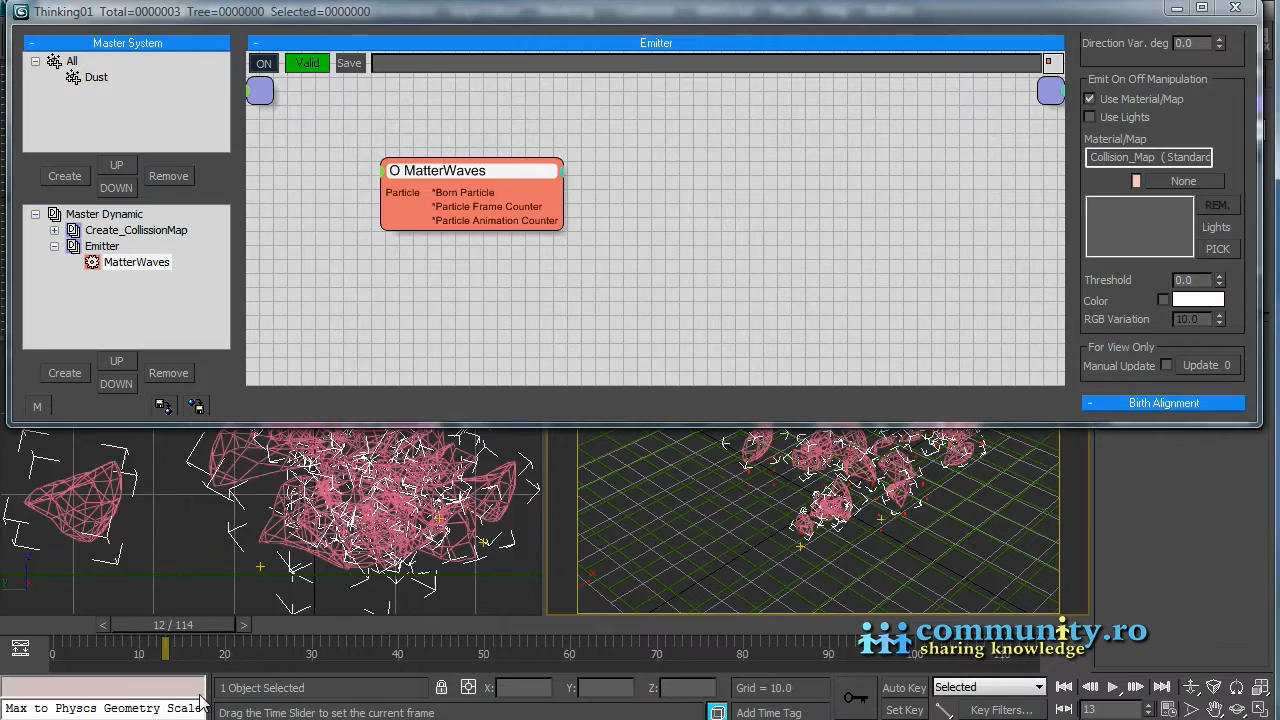 Thinking01 Total=0000003 Tree=0000000 Selected=0000000
Master System
All
Dust
Create
UP
DOWN
Remove
Master Dynamic
Create_CollissionMap
Emitter
MatterWaves
Create
UP
DOWN
Remove
M
Emitter
ON Valid Save
O MatterWaves
Particle *Born Particle
*Particle Frame Counter
*Particle Animation Counter
Direction Var. deg 0.0
Emit On Off Manipulation
Use Material/Map
Use Lights
Material/Map
Collision_Map (Standarc
None
REM.
Lights
PICK
Threshold 0.0
Color
RGB Variation 10.0
For View Only
Manual Update Update 0
Birth Alignment
< 12 / 114 >
0 10 20 30 40 50 60 70 80 90 100 110
community.ro
sharing knowledge
1 Object Selected X: Y: Z: Grid = 10.0 Auto Key Selected
Max to Physcs Geometry Scale Drag the Time Slider to set the current frame Add Time Tag Set Key Key Filters... 13